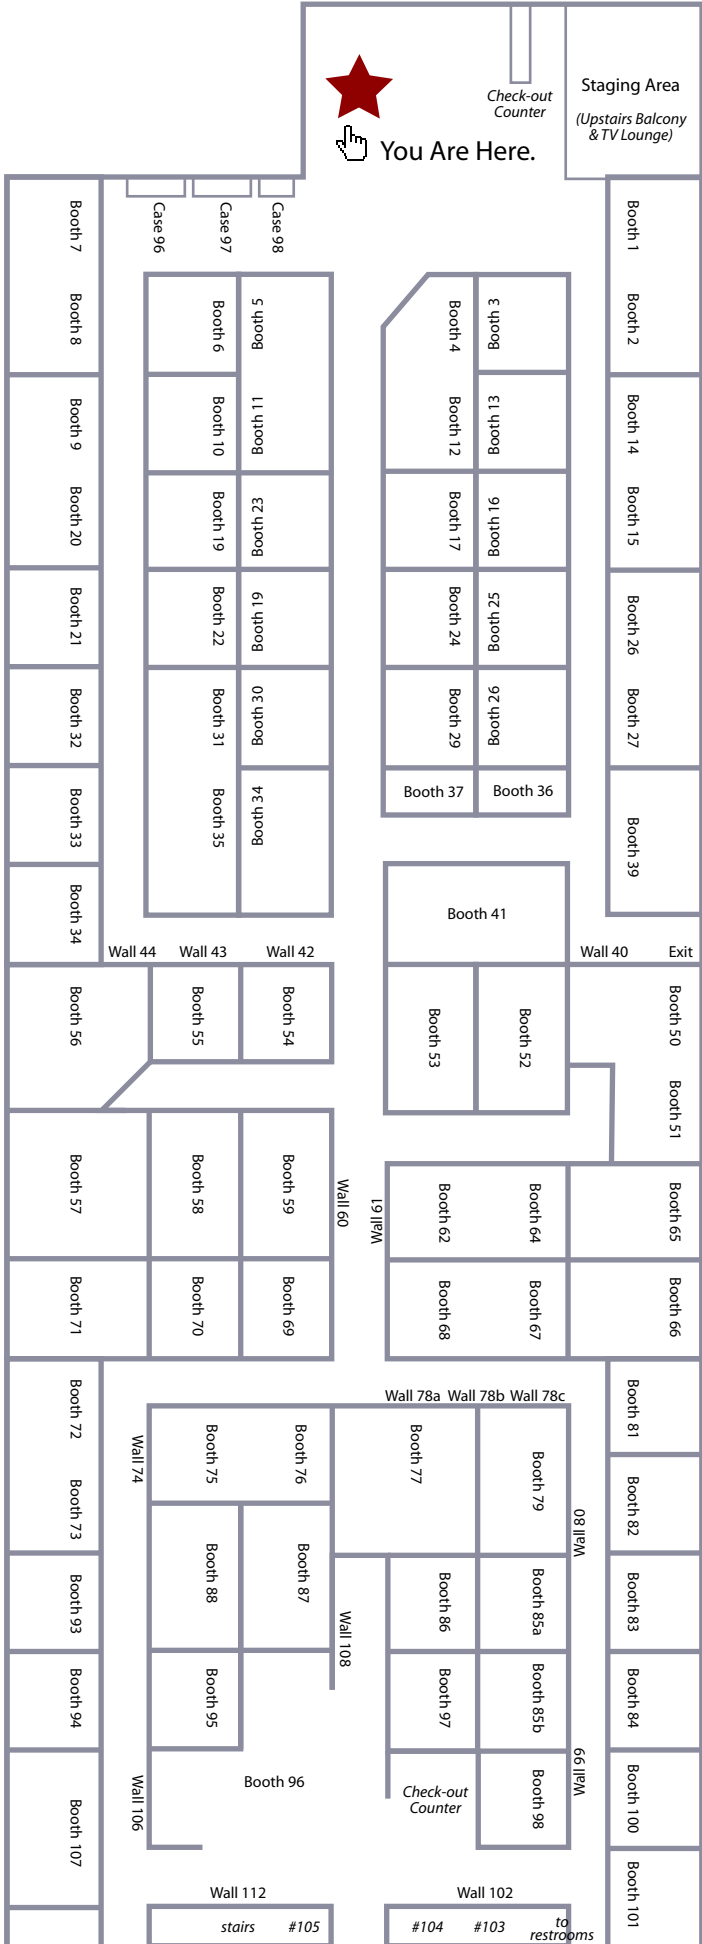 Check-out
Counter
Staging Area
(Upstairs Balcony
& TV Lounge)
You Are Here.
Case 96
Case 97
Case 98
Booth 7
Booth 1
Booth 8
Booth 6
Booth 5
Booth 4
Booth 3
Booth 2
Booth 9
Booth 10
Booth 11
Booth 12
Booth 13
Booth 14
Booth 20
Booth 19
Booth 23
Booth 17
Booth 16
Booth 15
Booth 21
Booth 22
Booth 19
Booth 24
Booth 25
Booth 26
Booth 32
Booth 31
Booth 30
Booth 29
Booth 26
Booth 27
Booth 33
Booth 35
Booth 34
Booth 37
Booth 36
Booth 39
Booth 34
Booth 41
Wall 44
Wall 43
Wall 42
Wall 40
Exit
Booth 56
Booth 55
Booth 54
Booth 53
Booth 52
Booth 50
Booth 51
Booth 57
Booth 58
Booth 59
Wall 60
Wall 61
Booth 62
Booth 64
Booth 65
Booth 71
Booth 70
Booth 69
Booth 68
Booth 67
Booth 66
Wall 78a
Wall 78b
Wall 78c
Booth 72
Booth 81
Wall 74
Booth 75
Booth 76
Booth 77
Booth 79
Booth 73
Wall 80
Booth 82
Booth 93
Booth 88
Booth 87
Booth 86
Booth 85a
Booth 83
Wall 108
Booth 94
Booth 95
Booth 97
Booth 85b
Booth 84
Booth 107
Wall 106
Booth 96
Check-out
Counter
Booth 98
Wall 99
Booth 100
Wall 112
Wall 102
Booth 101
stairs
#105
#104
#103
to
restrooms